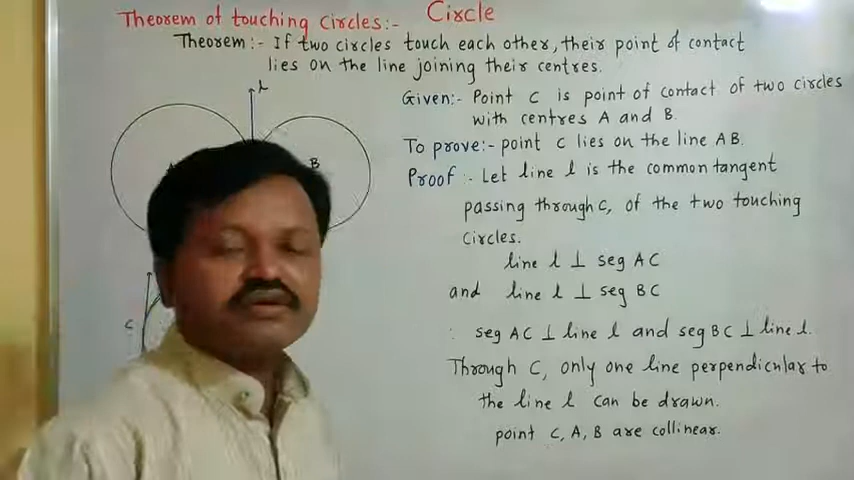 Circle
Theorem of touching Circles:-
Theorem:- If two circles touch each other, their point of contact
lies on the line joining their centres.
Given:- Point C is point of contact of two circles
with centres A and B.
To prove:- point C lies on the line AB.
Proof:- Let line l is the common tangent
passing through C, of the two touching
Circles.
line l ⊥ seg AC
and line l ⊥ seg BC
: seg AC ⊥ line l and seg BC ⊥ line l.
Through C, only one line perpendicular to
the line l can be drawn.
point C, A, B are collinear.
l
B
C